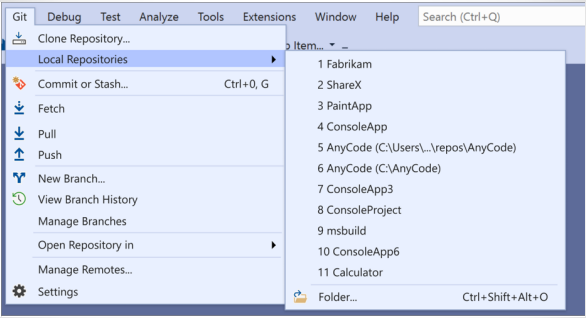 Git Debug Test Analyze Tools Extensions Window Help Search (Ctrl+Q)
Clone Repository...
Item...
Local Repositories
Commit or Stash... Ctrl+0, G
Fetch
Pull
Push
New Branch...
View Branch History
Manage Branches
Open Repository in
Manage Remotes...
Settings
1 Fabrikam
2 ShareX
3 PaintApp
4 ConsoleApp
5 AnyCode (C:\Users\...\repos\AnyCode)
6 AnyCode (C:\AnyCode)
7 ConsoleApp3
8 ConsoleProject
9 msbuild
10 ConsoleApp6
11 Calculator
Folder... Ctrl+Shift+Alt+O